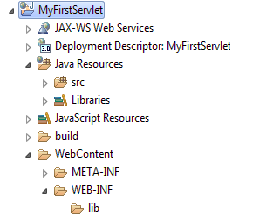 MyFirstServlet
JAX-WS Web Services
Deployment Descriptor: MyFirstServlet
Java Resources
src
Libraries
JavaScript Resources
build
WebContent
META-INF
WEB-INF
lib